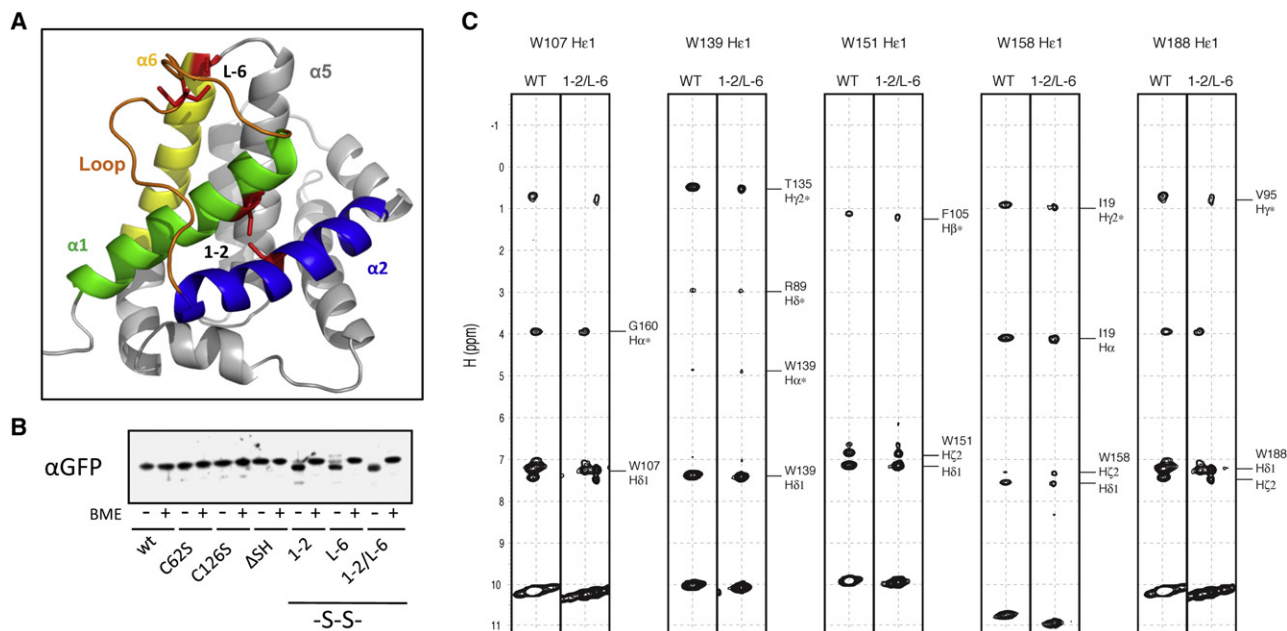 A
α6
L-6
α5
Loop
α1
1-2
α2
B
αGFP
BME - + - + - + - + - + - + - +
wt C62S C126S ΔSH 1-2 L-6 1-2/L-6
-S-S-
C
W107 Hε1 W139 Hε1 W151 Hε1 W158 Hε1 W188 Hε1
WT 1-2/L-6 WT 1-2/L-6 WT 1-2/L-6 WT 1-2/L-6 WT 1-2/L-6
H (ppm)
-1
0
1
2
3
4
5
6
7
8
9
10
11
G160
Hα*
W107
Hδ1
T135
Hγ2*
R89
Hδ*
W139
Hα*
W139
Hδ1
F105
Hβ*
W151
Hζ2
Hδ1
I19
Hγ2*
I19
Hα
W158
Hζ2
Hδ1
V95
Hγ*
W188
Hδ1
Hζ2